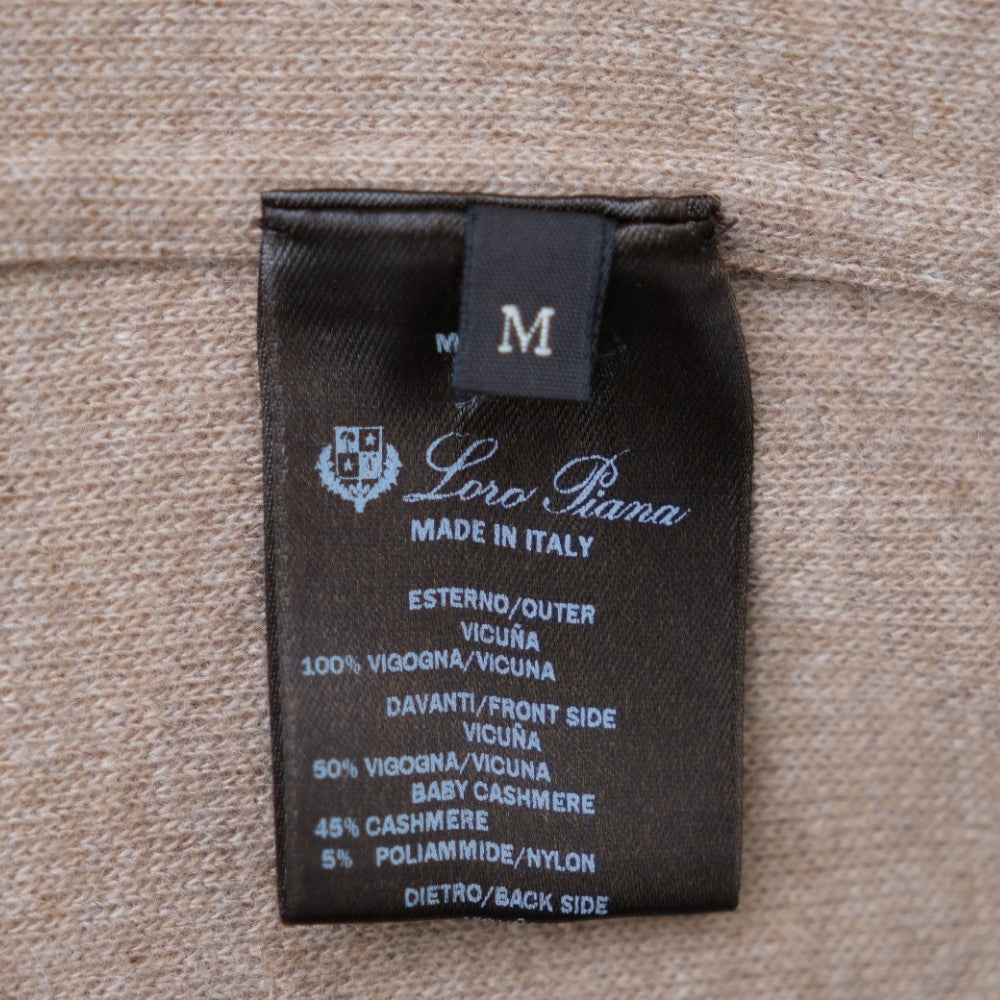 M
Loro Piana
MADE IN ITALY
ESTERNO/OUTER
VICUÑA
100% VIGOGNA/VICUNA
DAVANTI/FRONT SIDE
VICUÑA
50% VIGOGNA/VICUNA
BABY CASHMERE
45% CASHMERE
5% POLIAMMIDE/NYLON
DIETRO/BACK SIDE